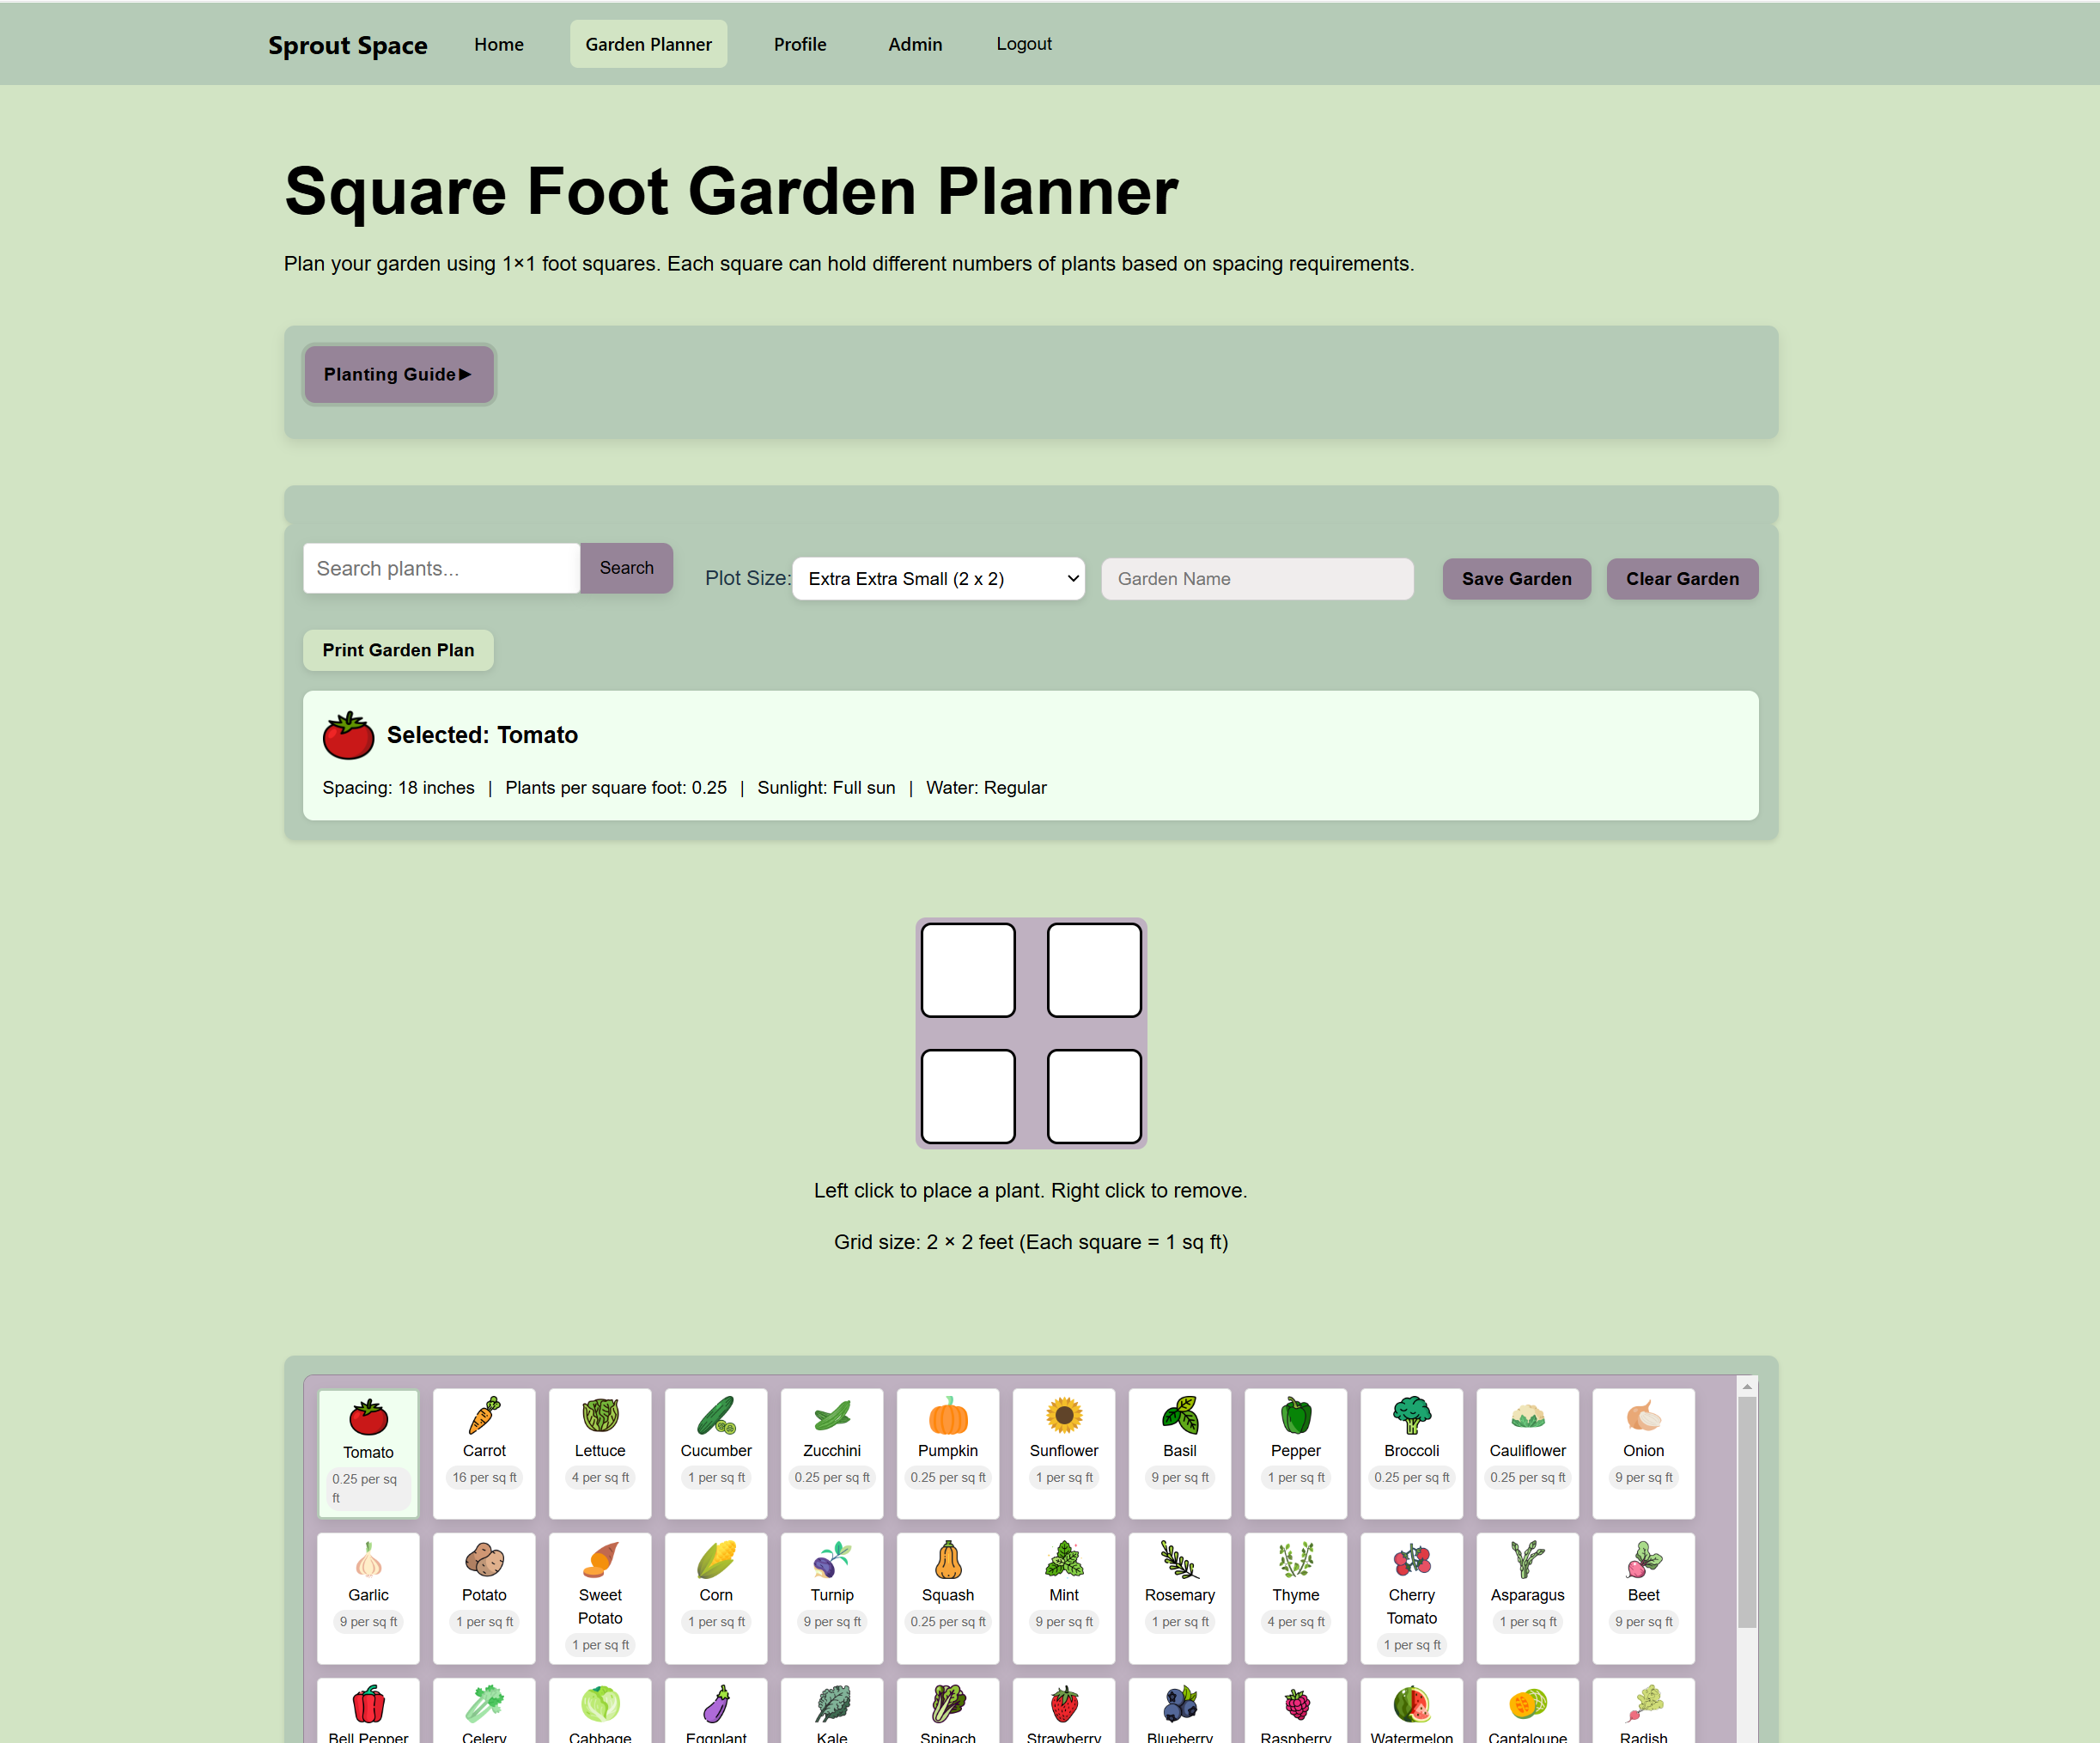 Sprout Space Home Garden Planner Profile Admin Logout
Square Foot Garden Planner
Plan your garden using 1×1 foot squares. Each square can hold different numbers of plants based on spacing requirements.
Planting Guide▶
Search plants... Search Plot Size: Extra Extra Small (2 x 2) Garden Name Save Garden Clear Garden
Print Garden Plan
Selected: Tomato
Spacing: 18 inches | Plants per square foot: 0.25 | Sunlight: Full sun | Water: Regular
Left click to place a plant. Right click to remove.
Grid size: 2 × 2 feet (Each square = 1 sq ft)
Tomato
0.25 per sq
ft
Carrot
16 per sq ft
Lettuce
4 per sq ft
Cucumber
1 per sq ft
Zucchini
0.25 per sq ft
Pumpkin
0.25 per sq ft
Sunflower
1 per sq ft
Basil
9 per sq ft
Pepper
1 per sq ft
Broccoli
0.25 per sq ft
Cauliflower
0.25 per sq ft
Onion
9 per sq ft
Garlic
9 per sq ft
Potato
1 per sq ft
Sweet
Potato
1 per sq ft
Corn
1 per sq ft
Turnip
9 per sq ft
Squash
0.25 per sq ft
Mint
9 per sq ft
Rosemary
1 per sq ft
Thyme
4 per sq ft
Cherry
Tomato
1 per sq ft
Asparagus
1 per sq ft
Beet
9 per sq ft
Bell Pepper
Celery
Cabbage
Eggplant
Kale
Spinach
Strawberry
Blueberry
Raspberry
Watermelon
Cantaloupe
Radish